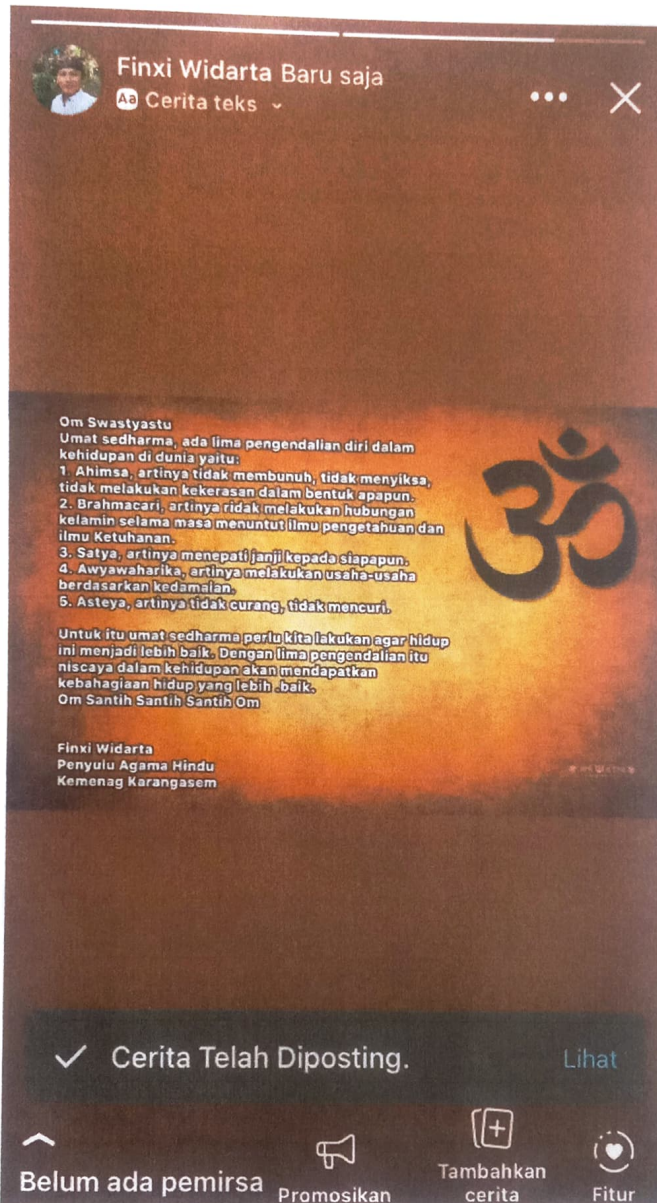 Finxi Widarta Baru saja
Aa Cerita teks
Om Swastyastu
Umat sedharma, ada lima pengendalian diri dalam
kehidupan di dunia yaitu:
1. Ahimsa, artinya tidak membunuh, tidak menyiksa,
tidak melakukan kekerasan dalam bentuk apapun.
2. Brahmacari, artinya ridak melakukan hubungan
kelamin selama masa menuntut ilmu pengetahuan dan
ilmu Ketuhanan.
3. Satya, artinya menepati janji kepada siapapun.
4. Awyawaharika, artinya melakukan usaha-usaha
berdasarkan kedamaian.
5. Asteya, artinya tidak curang, tidak mencuri.
Untuk itu umat sedharma perlu kita lakukan agar hidup
ini menjadi lebih baik. Dengan lima pengendalian itu
niscaya dalam kehidupan akan mendapatkan
kebahagiaan hidup yang lebih .baik.
Om Santih Santih Santih Om
ॐ
Finxi Widarta
Penyulu Agama Hindu
Kemenag Karangasem
Cerita Telah Diposting. Lihat
Belum ada pemirsa
Promosikan
Tambahkan
cerita
Fitur